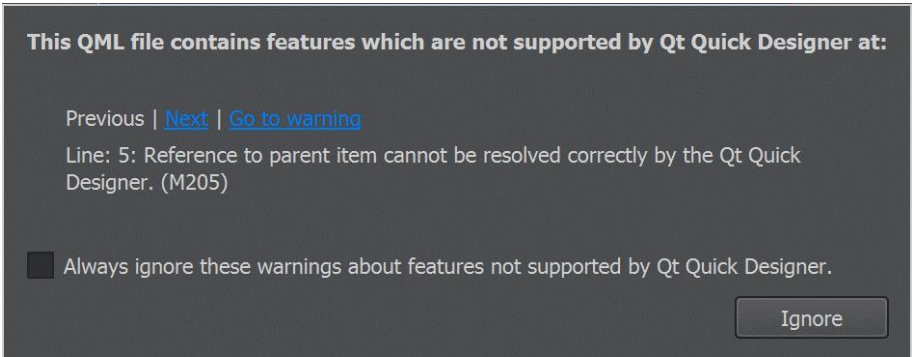 This QML file contains features which are not supported by Qt Quick Designer at:
Previous | Next | Go to warning
Line: 5: Reference to parent item cannot be resolved correctly by the Qt Quick
Designer. (M205)
Always ignore these warnings about features not supported by Qt Quick Designer.
Ignore